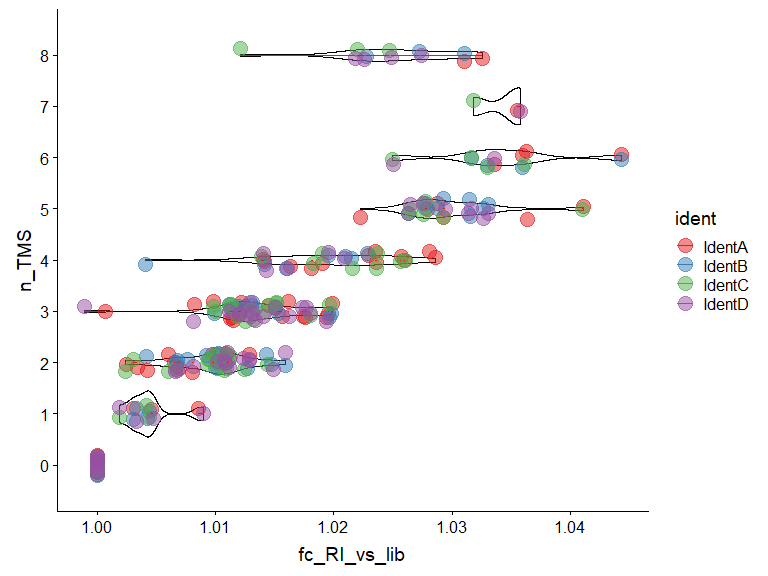 8
7
6
5
4
3
2
1
0
n_TMS
1.00 1.01 1.02 1.03 1.04
fc_RI_vs_lib
ident
IdentA
IdentB
IdentC
IdentD